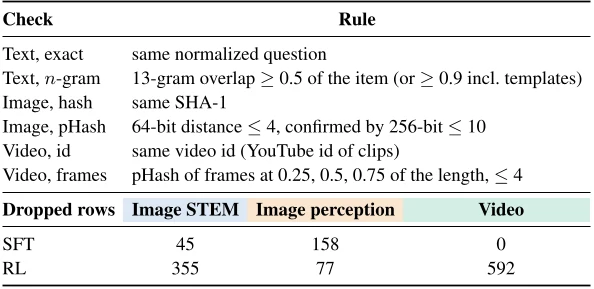 Check Rule
Text, exact same normalized question
Text, n-gram 13-gram overlap ≥ 0.5 of the item (or ≥ 0.9 incl. templates)
Image, hash same SHA-1
Image, pHash 64-bit distance ≤ 4, confirmed by 256-bit ≤ 10
Video, id same video id (YouTube id of clips)
Video, frames pHash of frames at 0.25, 0.5, 0.75 of the length, ≤ 4
Dropped rows Image STEM Image perception Video
SFT 45 158 0
RL 355 77 592